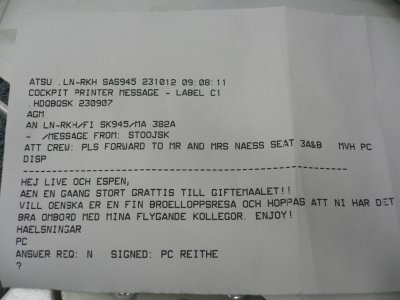 ATSU .LN-RKH SAS945 231012 09:08:11
COCKPIT PRINTER MESSAGE - LABEL C1
.HDQBQSK 230907
AGM
AN LN-RKH/FI SK945/MA 382A
-  /MESSAGE FROM: STOOJSK
ATT CREW: PLS FORWARD TO MR AND MRS NAESS SEAT 3A&B  MVH PC
DISP
------------------------------------------------------------
HEJ LIVE OCH ESPEN,
AEN EN GAANG STORT GRATTIS TILL GIFTEMAALET!!
VILL OENSKA ER EN FIN BROELLOPPSRESA OCH HOPPAS ATT NI HAR DET
BRA OMBORD MED MINA FLYGANDE KOLLEGOR. ENJOY!
HAELSNINGAR
PC
ANSWER REQ: N  SIGNED: PC REITHE
?